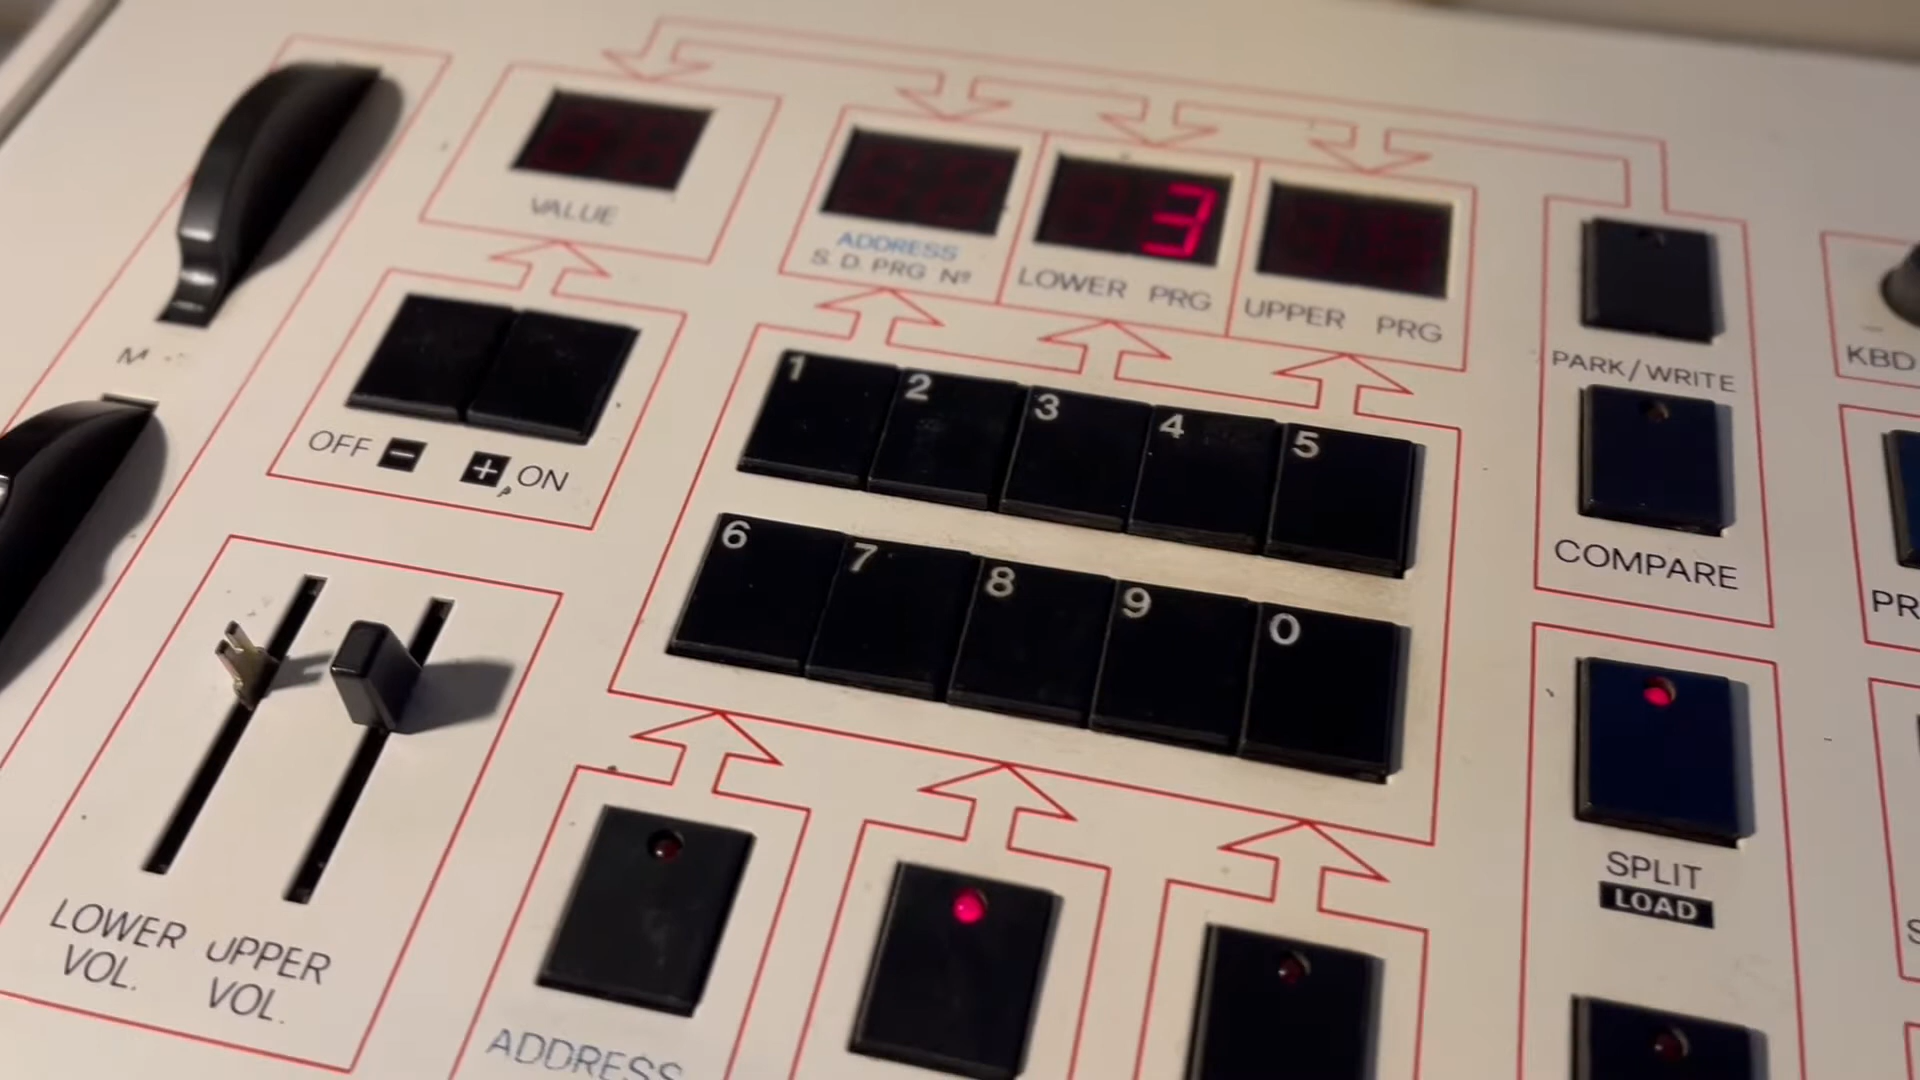 VALUE
3
ADDRESS
S. D. PRG Nº
LOWER PRG
UPPER PRG
PARK/WRITE
KBD
OFF −
+ ON
1
2
3
4
5
6
7
8
9
0
COMPARE
PR
SPLIT
LOAD
LOWER
VOL.
UPPER
VOL.
ADDRESS